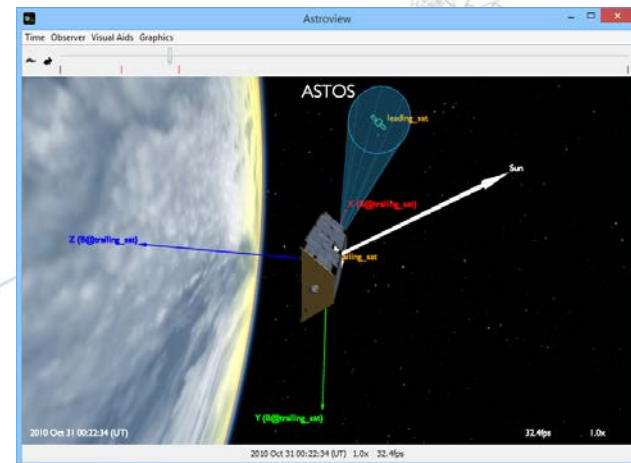 Astroview
Time Observer Visual Aids Graphics
ASTOS
leading_sat
Sun
X (B@trailing_sat)
Z (B@trailing_sat)
Y (B@trailing_sat)
2010 Oct 31 00:22:34 (UT)
32.4fps 1.0x
2010 Oct 31 00:22:34 (UT) 1.0x 32.4fps